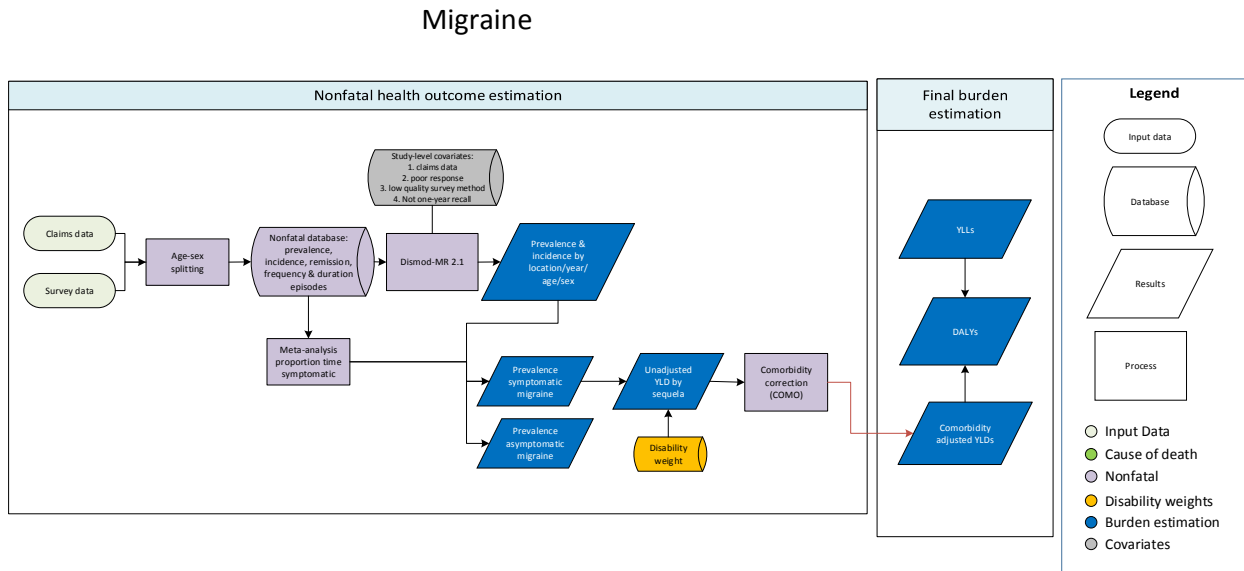 Migraine
Nonfatal health outcome estimation
Final burden
estimation
Legend
Study-level covariates:
1. claims data
2. poor response
3. low quality survey method
4. Not one-year recall
Input data
Claims data
Survey data
Age-sex
splitting
Nonfatal database:
prevalence,
incidence, remission,
frequency & duration
episodes
Dismod-MR 2.1
Prevalence &
incidence by
location/year/
age/sex
YLLs
Database
Results
Meta-analysis
proportion time
symptomatic
DALYs
Prevalence
symptomatic
migraine
Unadjusted
YLD by
sequela
Comorbidity
correction
(COMO)
Process
Prevalence
asymptomatic
migraine
Disability
weight
Comorbidity
adjusted YLDs
Input Data
Cause of death
Nonfatal
Disability weights
Burden estimation
Covariates